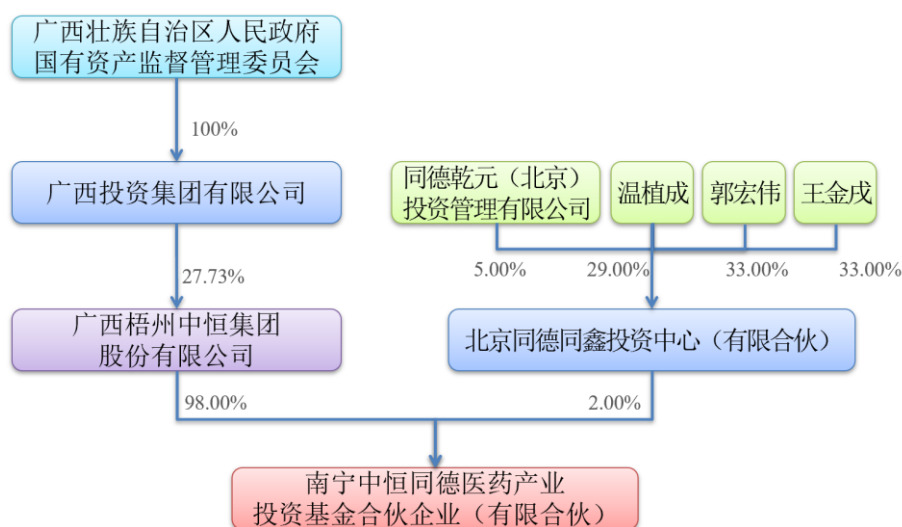 广西壮族自治区人民政府
国有资产监督管理委员会
100%
广西投资集团有限公司
同德乾元（北京）
投资管理有限公司
温植成
郭宏伟
王金戌
27.73%
5.00%
29.00%
33.00%
33.00%
广西梧州中恒集团
股份有限公司
北京同德同鑫投资中心（有限合伙）
98.00%
2.00%
南宁中恒同德医药产业
投资基金合伙企业（有限合伙）